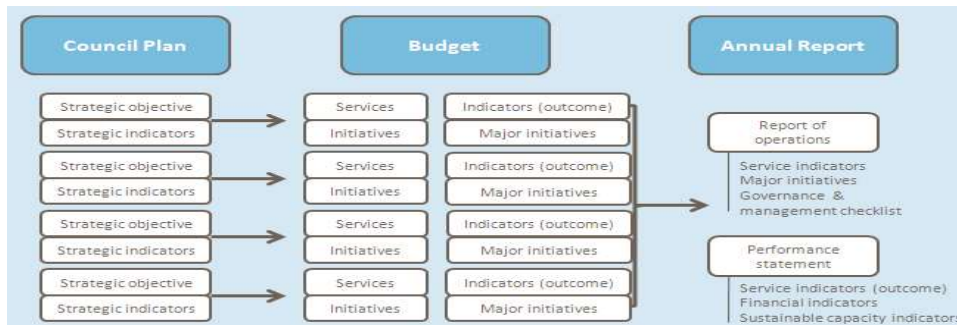 Council Plan
Budget
Annual Report
Strategic objective
Strategic indicators
Services
Indicators (outcome)
Initiatives
Major initiatives
Strategic objective
Strategic indicators
Services
Indicators (outcome)
Initiatives
Major initiatives
Strategic objective
Strategic indicators
Services
Indicators (outcome)
Initiatives
Major initiatives
Strategic objective
Strategic indicators
Services
Indicators (outcome)
Initiatives
Major initiatives
Report of
operations
Service indicators
Major initiatives
Governance &
management checklist
Performance
statement
Service indicators (outcome)
Financial indicators
Sustainable capacity indicators